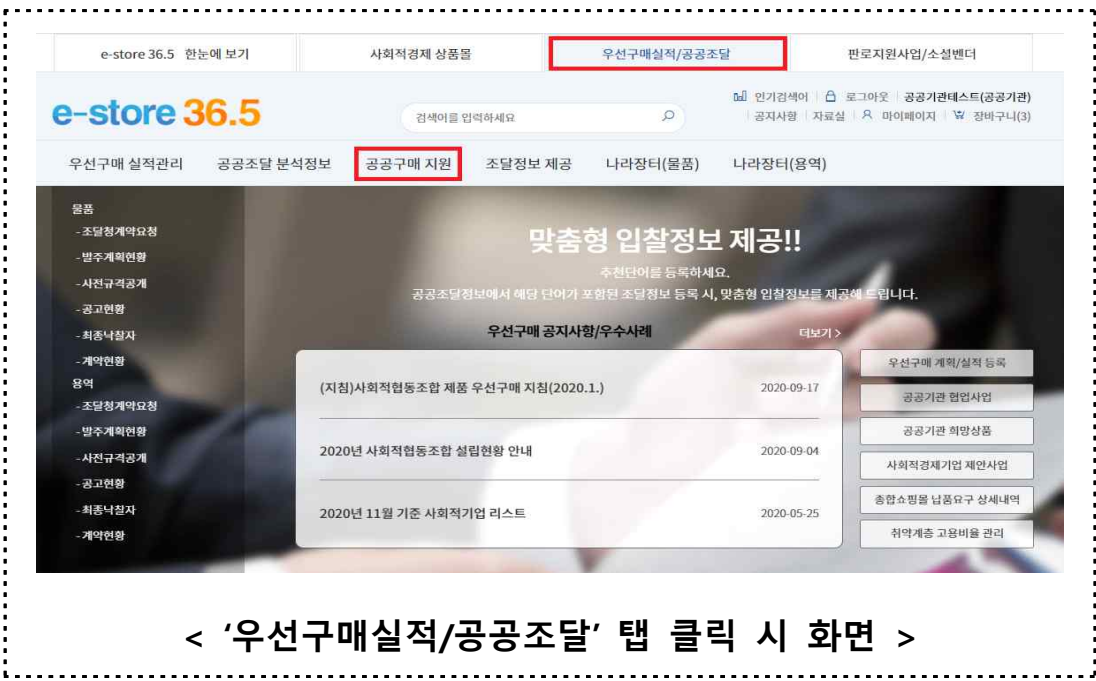 e-store 36.5 한눈에 보기
사회적경제 상품몰
우선구매실적/공공조달
판로지원사업/소셜벤더
e-store 36.5
검색어를 입력하세요
인기검색어 로그아웃 공공기관테스트(공공기관)
공지사항 자료실 마이페이지 장바구니(3)
우선구매 실적관리 공공조달 분석정보 공공구매 지원 조달정보 제공 나라장터(물품) 나라장터(용역)
물품
-조달청계약요청
-발주계획현황
-사전규격공개
-공고현황
-최종낙찰자
-계약현황
용역
-조달청계약요청
-발주계획현황
-사전규격공개
-공고현황
-최종낙찰자
-계약현황
맞춤형 입찰정보 제공!!
추천단어를 등록하세요.
공공조달정보에서 해당 단어가 포함된 조달정보 등록 시, 맞춤형 입찰정보를 제공해 드립니다.
우선구매 공지사항/우수사례
더보기 >
(지침)사회적협동조합 제품 우선구매 지침(2020.1.) 2020-09-17
2020년 사회적협동조합 설립현황 안내 2020-09-04
2020년 11월 기준 사회적기업 리스트 2020-05-25
우선구매 계획/실적 등록
공공기관 협업사업
공공기관 희망상품
사회적경제기업 제안사업
종합쇼핑몰 납품요구 상세내역
취약계층 고용비율 관리
< ‘우선구매실적/공공조달’ 탭 클릭 시 화면 >